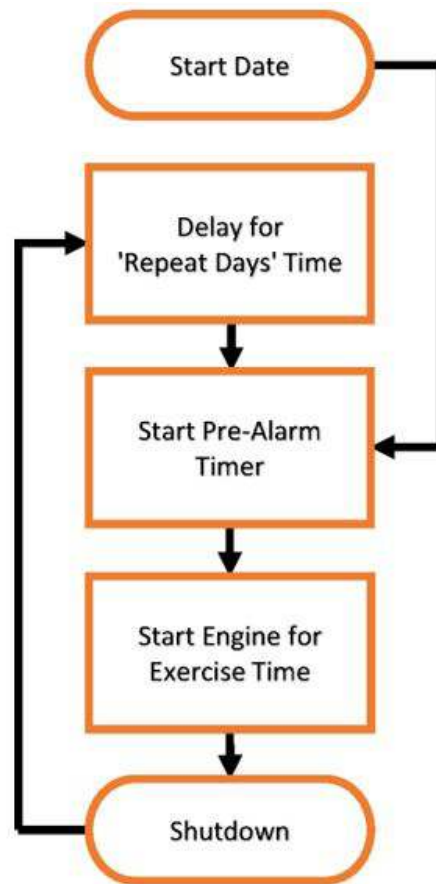 Start Date
Delay for
'Repeat Days' Time
Start Pre-Alarm
Timer
Start Engine for
Exercise Time
Shutdown